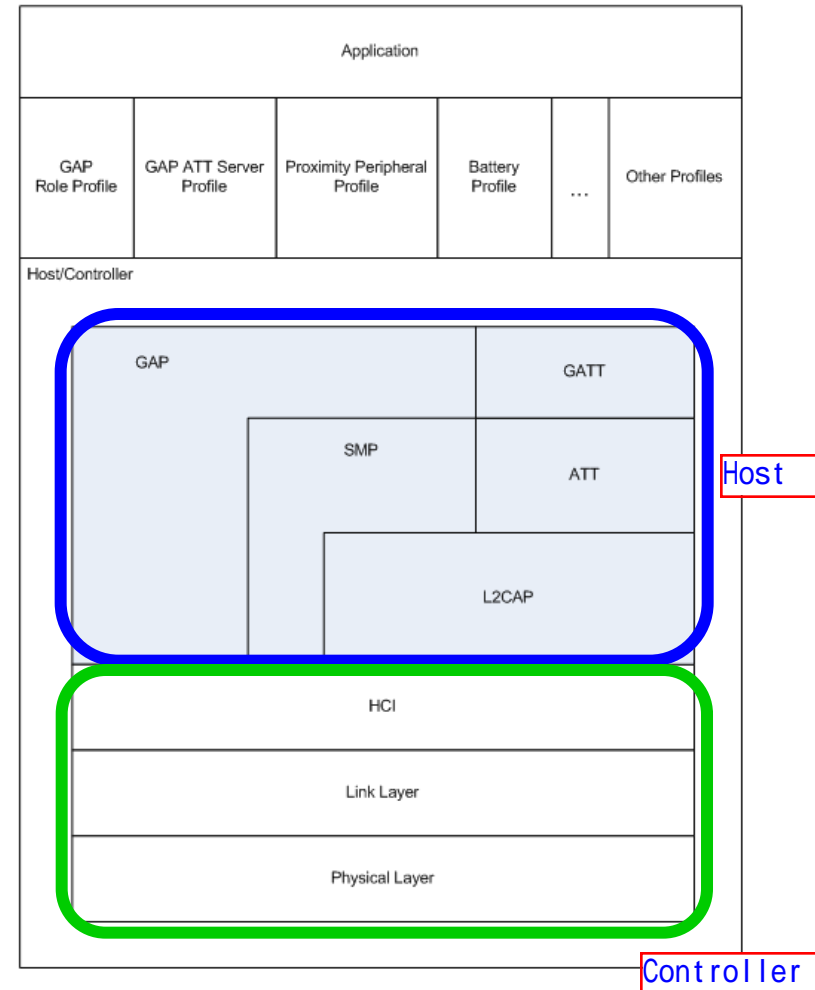 Application
GAP
Role Profile
GAP ATT Server
Profile
Proximity Peripheral
Profile
Battery
Profile
...
Other Profiles
Host/Controller
GAP
GATT
SMP
ATT
Host
L2CAP
HCI
Link Layer
Physical Layer
Controller